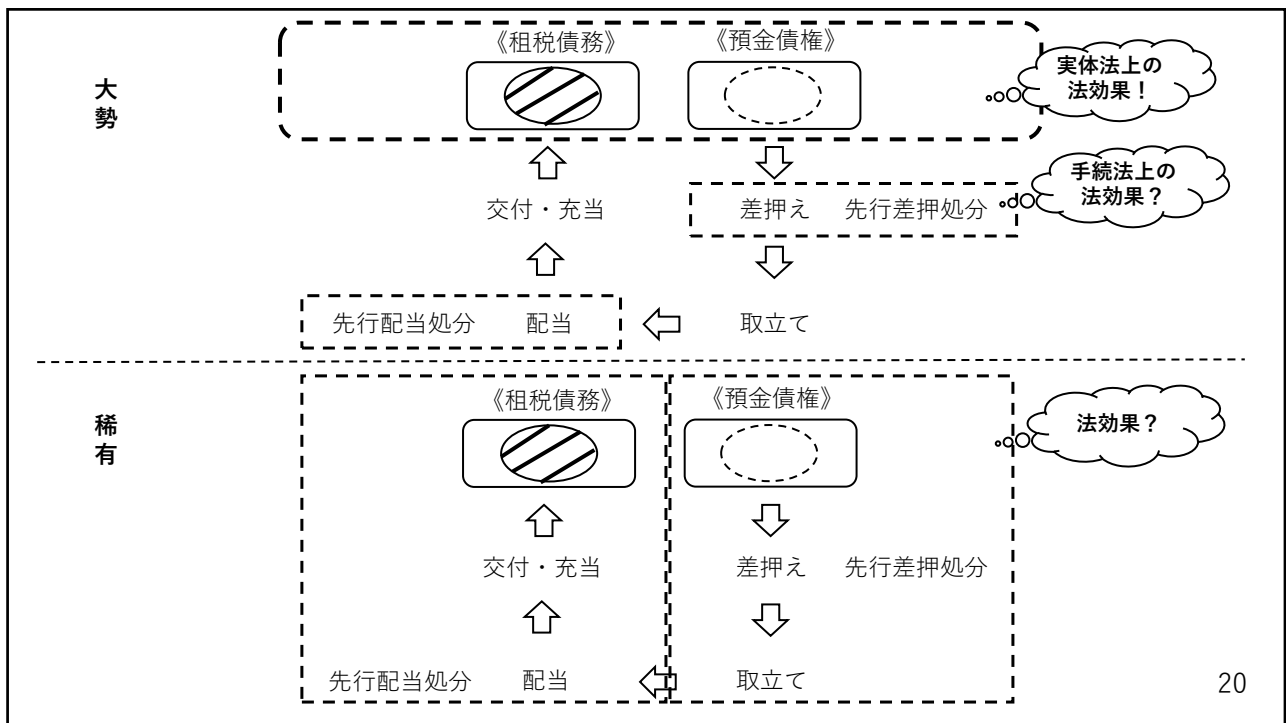 大勢
《租税債務》 《預金債権》
実体法上の
法効果！
手続法上の
法効果？
交付・充当 差押え 先行差押処分
先行配当処分 配当 取立て
稀有
《租税債務》 《預金債権》
法効果？
交付・充当 差押え 先行差押処分
先行配当処分 配当 取立て
20